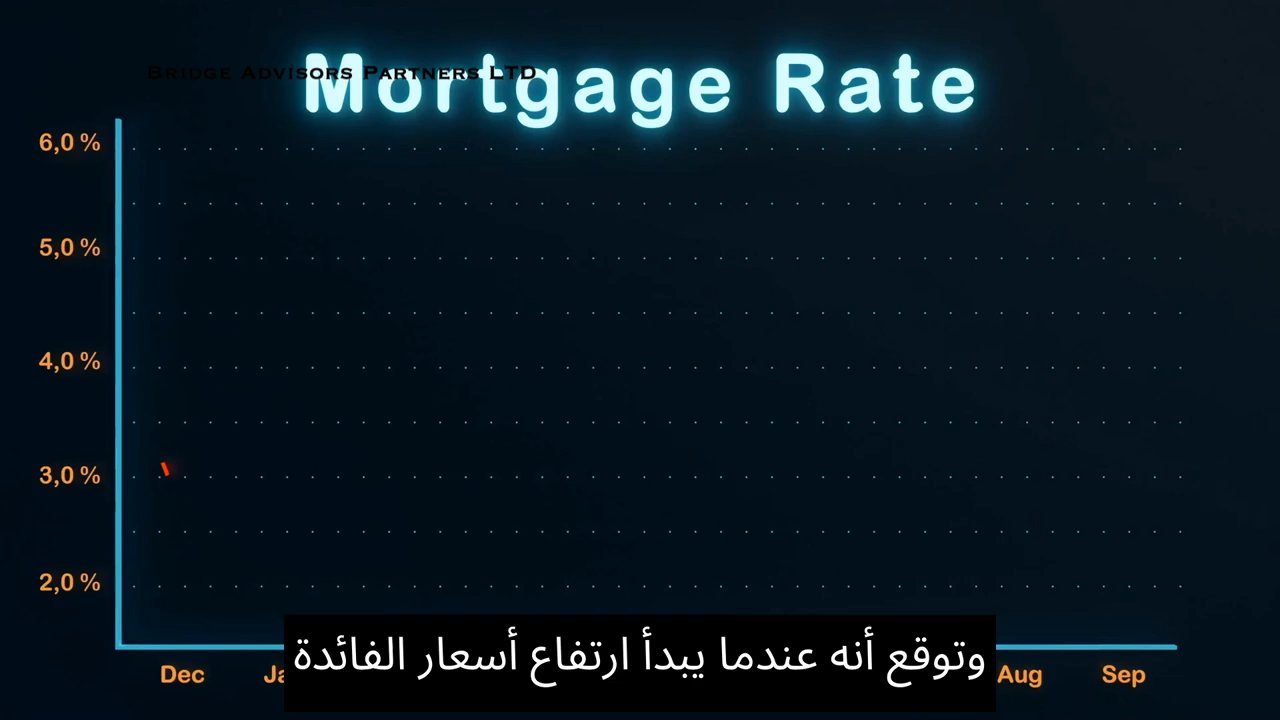 Mortgage Rate
BRIDGE ADVISORS PARTNERS LTD
6,0 %
5,0 %
4,0 %
3,0 %
2,0 %
Dec Aug Sep
وتوقع أنه عندما يبدأ ارتفاع أسعار الفائدة